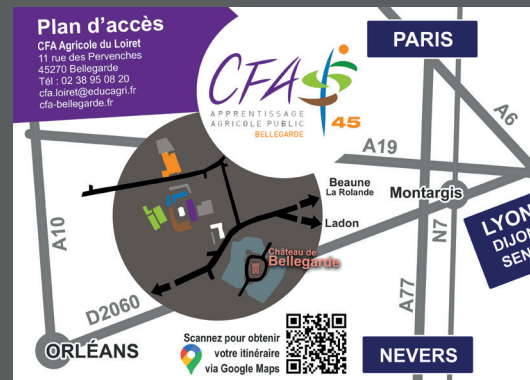 Plan d'accès
CFA Agricole du Loiret
11 rue des Pervenches
45270 Bellegarde
Tél : 02 38 95 08 20
cfa.loiret@educagri.fr
cfa-bellegarde.fr
CFA
APPRENTISSAGE
AGRICOLE PUBLIC
BELLEGARDE
45
PARIS
A6
A19
Beaune
La Rolande
Montargis
Ladon
A10
N7
LYON
DIJON
SEN
Château de
Bellegarde
A77
D2060
ORLÉANS
Scannez pour obtenir
votre itinéraire
via Google Maps
NEVERS